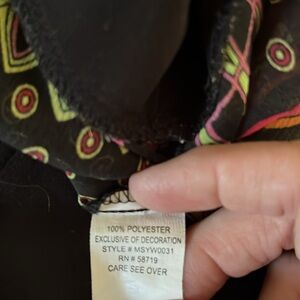 100% POLYESTER
EXCLUSIVE OF DECORATION
STYLE # MSYW0031
RN # 58719
CARE SEE OVER